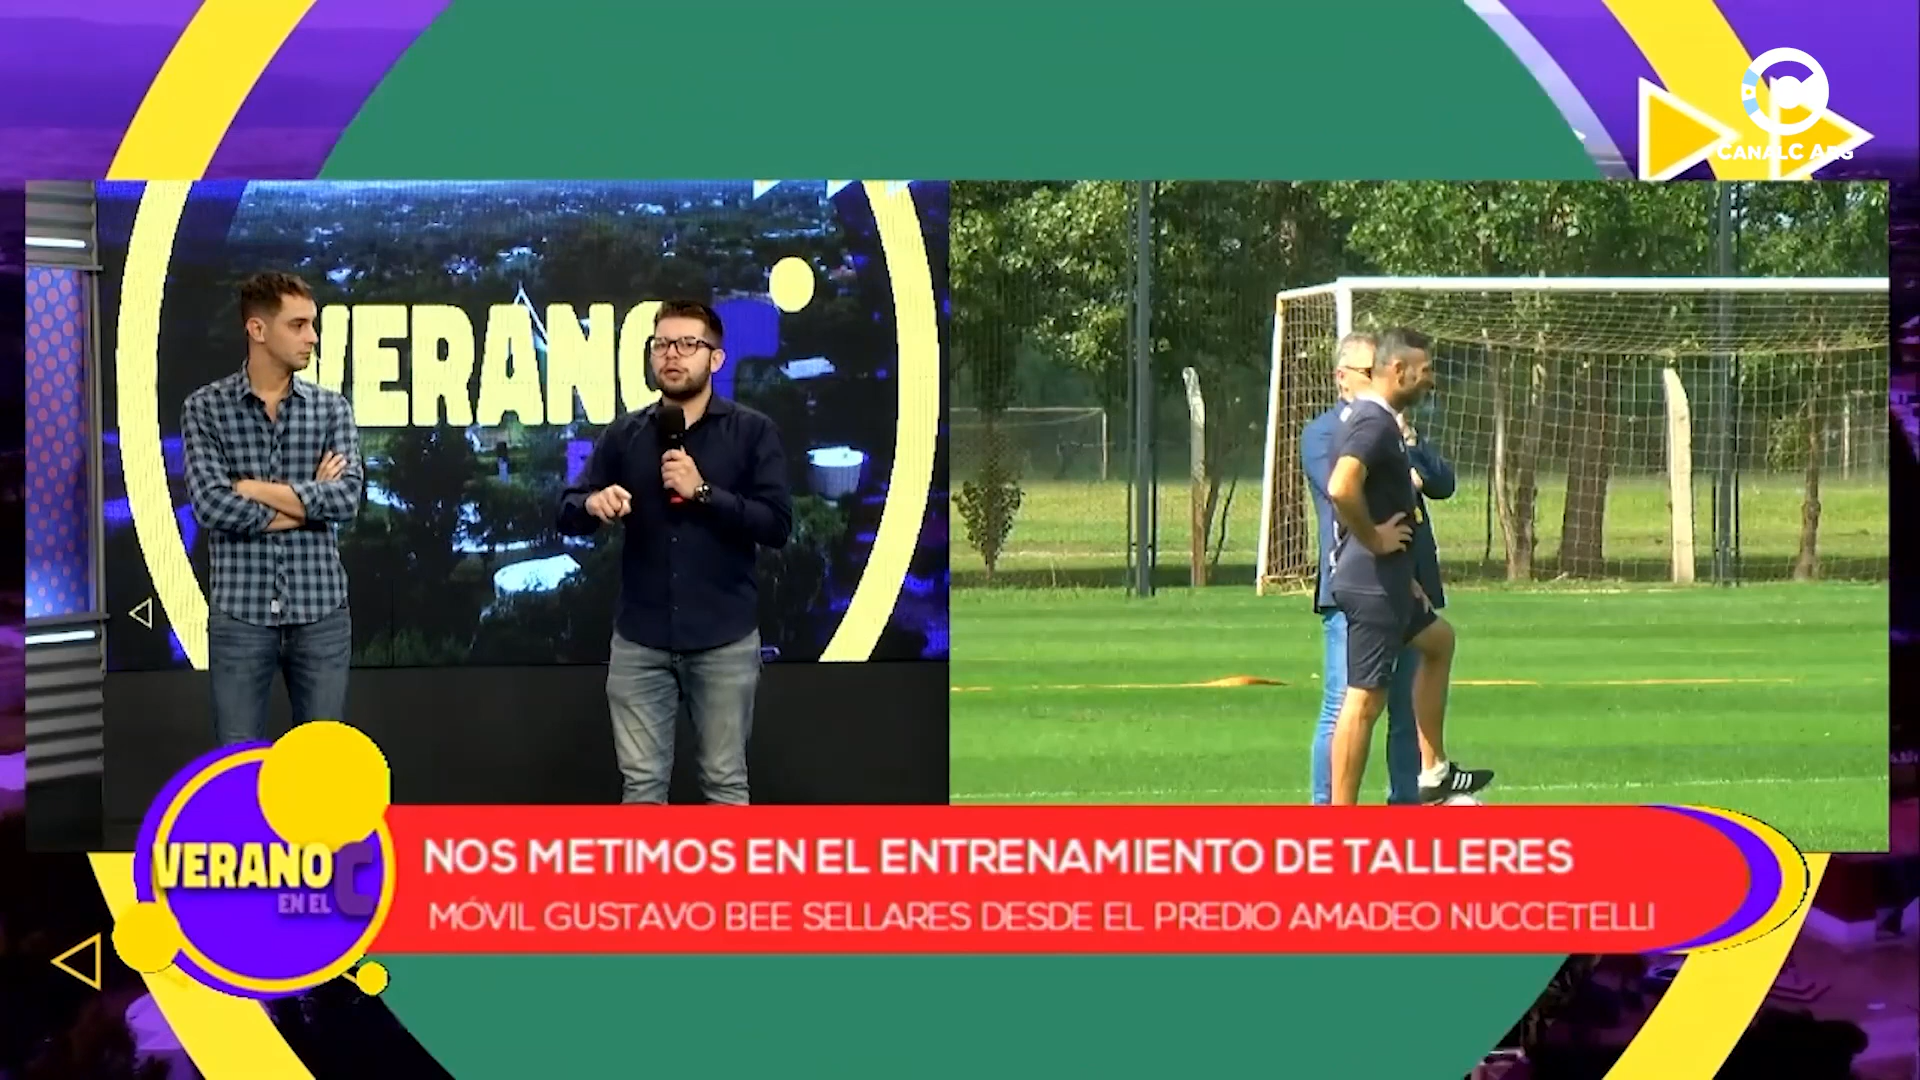 CANALC ARG
VERANO
NOS METIMOS EN EL ENTRENAMIENTO DE TALLERES
MÓVIL GUSTAVO BEE SELLARES DESDE EL PREDIO AMADEO NUCCETELLI
VERANO
EN EL C